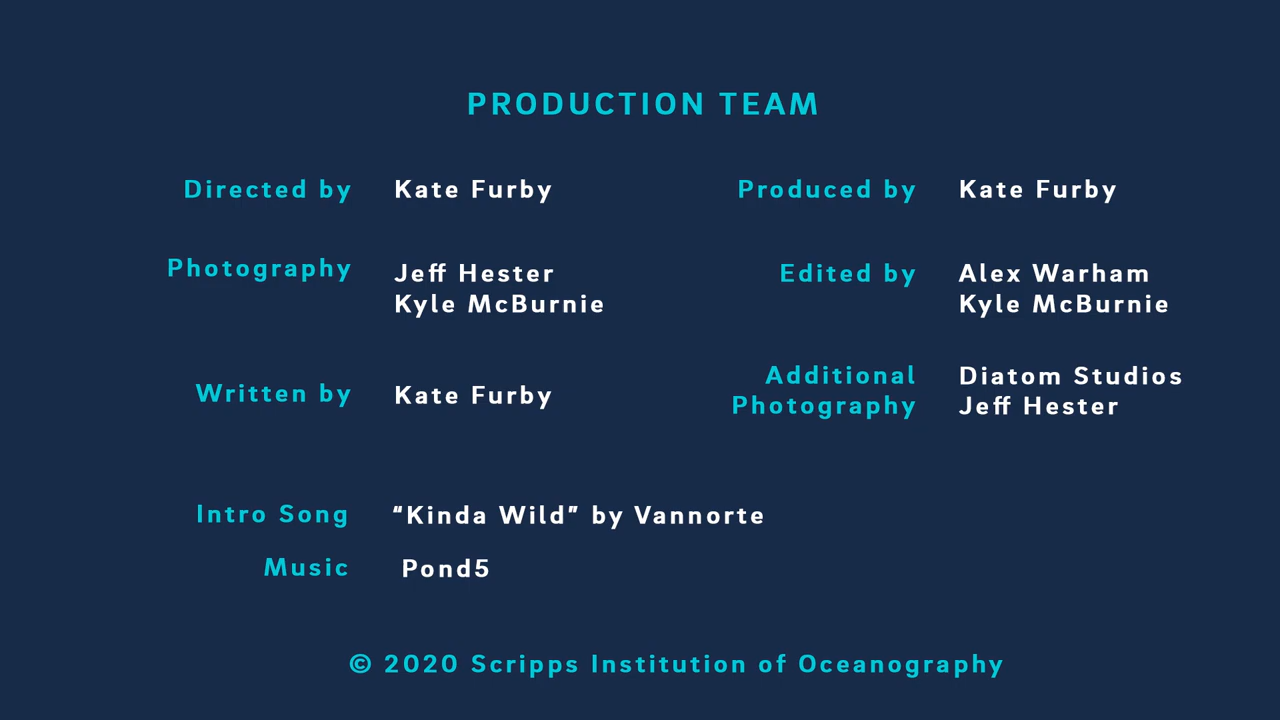 PRODUCTION TEAM
Directed by Kate Furby
Produced by Kate Furby
Photography Jeff Hester
Kyle McBurnie
Edited by Alex Warham
Kyle McBurnie
Written by Kate Furby
Additional Photography Diatom Studios
Jeff Hester
Intro Song “Kinda Wild” by Vannorte
Music Pond5
© 2020 Scripps Institution of Oceanography